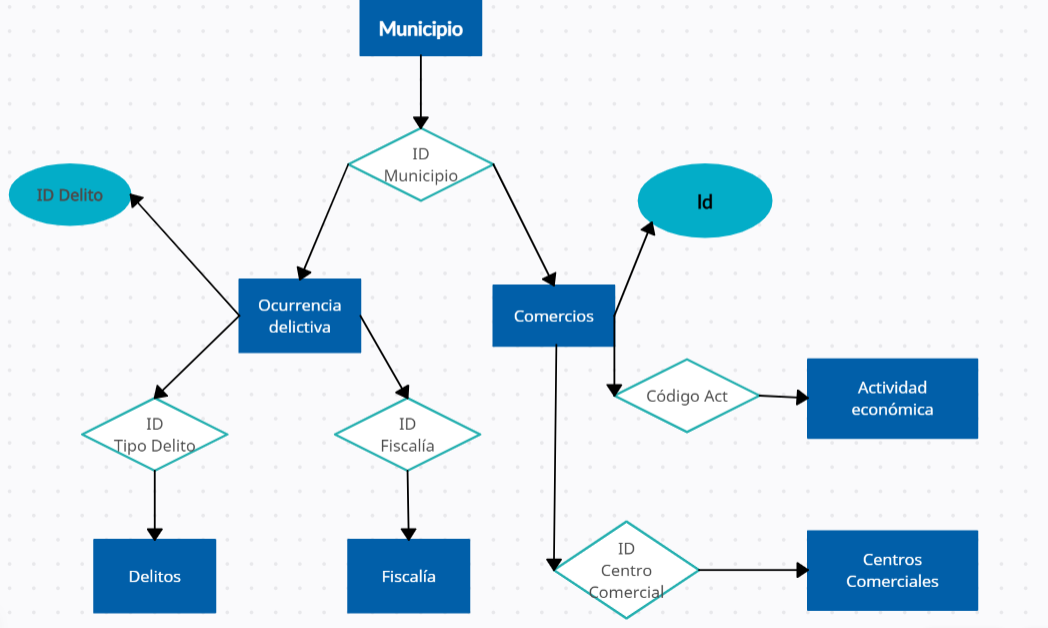 Municipio
ID
Municipio
ID Delito
Id
Ocurrencia
delictiva
Comercios
Código Act
Actividad
económica
ID
Tipo Delito
ID
Fiscalía
Delitos
Fiscalía
ID
Centro
Comercial
Centros
Comerciales